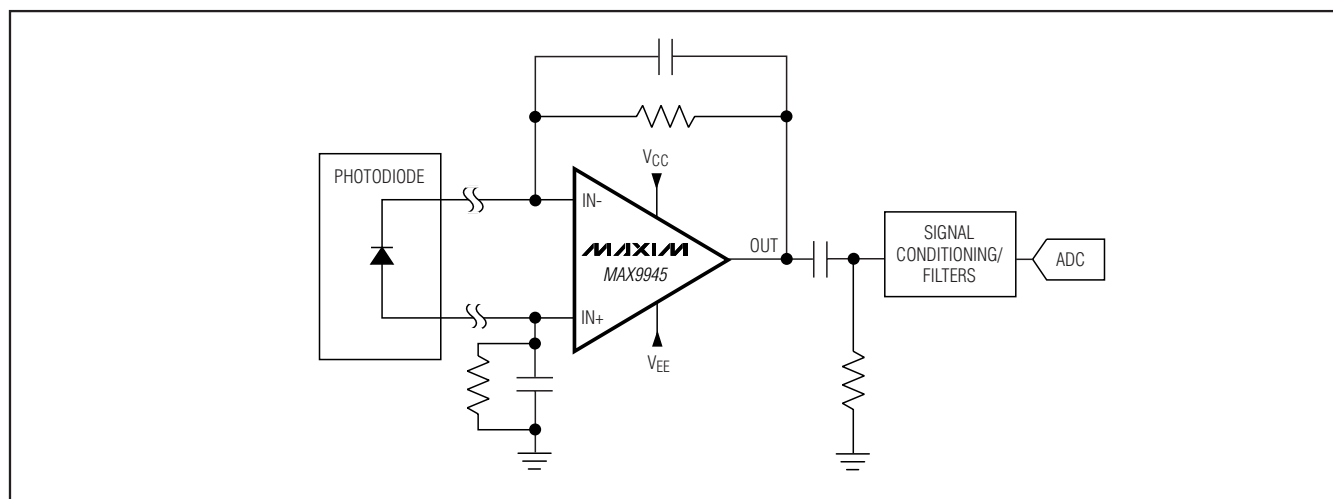 PHOTODIODE
VCC
IN-
MAXIM
MAX9945
OUT
IN+
VEE
SIGNAL
CONDITIONING/
FILTERS
ADC